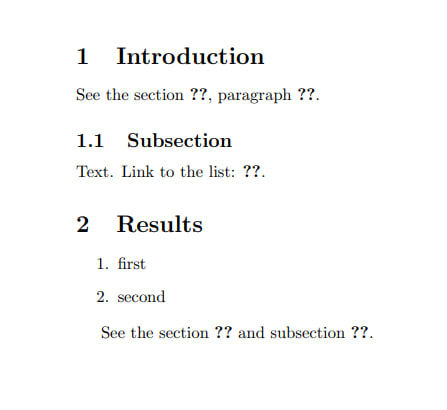 1 Introduction
See the section ??, paragraph ??.
1.1 Subsection
Text. Link to the list: ??.
2 Results
1. first
2. second
See the section ?? and subsection ??.